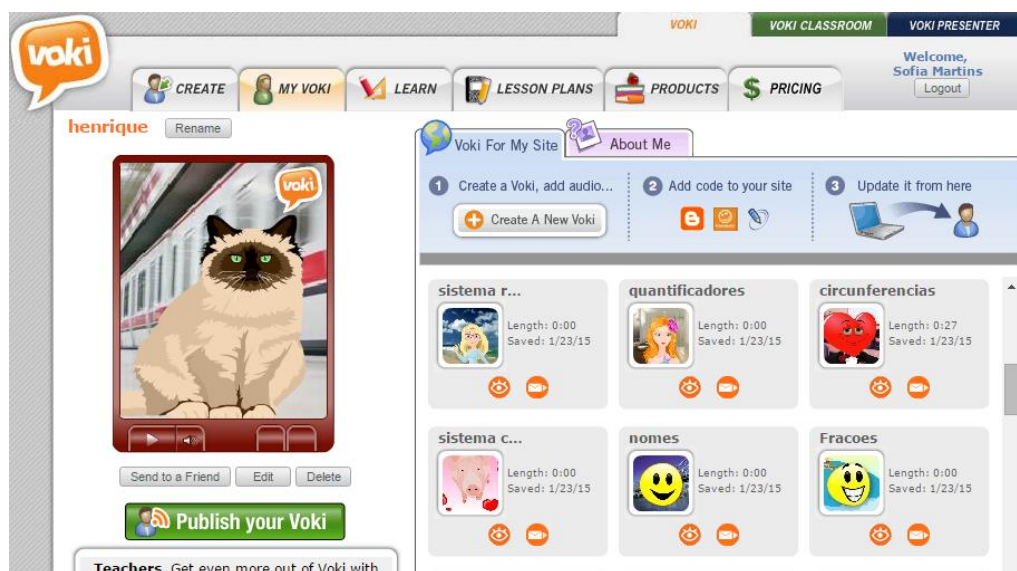 voki
VOKI
VOKI CLASSROOM
VOKI PRESENTER
Welcome,
Sofia Martins
Logout
CREATE
MY VOKI
LEARN
LESSON PLANS
PRODUCTS
$ PRICING
henrique
Rename
voki
Send to a Friend
Edit
Delete
Publish your Voki
Teachers Get even more out of Voki with
Voki For My Site
About Me
1 Create a Voki, add audio...
Create A New Voki
2 Add code to your site
3 Update it from here
sistema r...
Length: 0:00
Saved: 1/23/15
quantificadores
Length: 0:00
Saved: 1/23/15
circunferencias
Length: 0:27
Saved: 1/23/15
sistema c...
Length: 0:00
Saved: 1/23/15
nomes
Length: 0:00
Saved: 1/23/15
Fracoes
Length: 0:00
Saved: 1/23/15